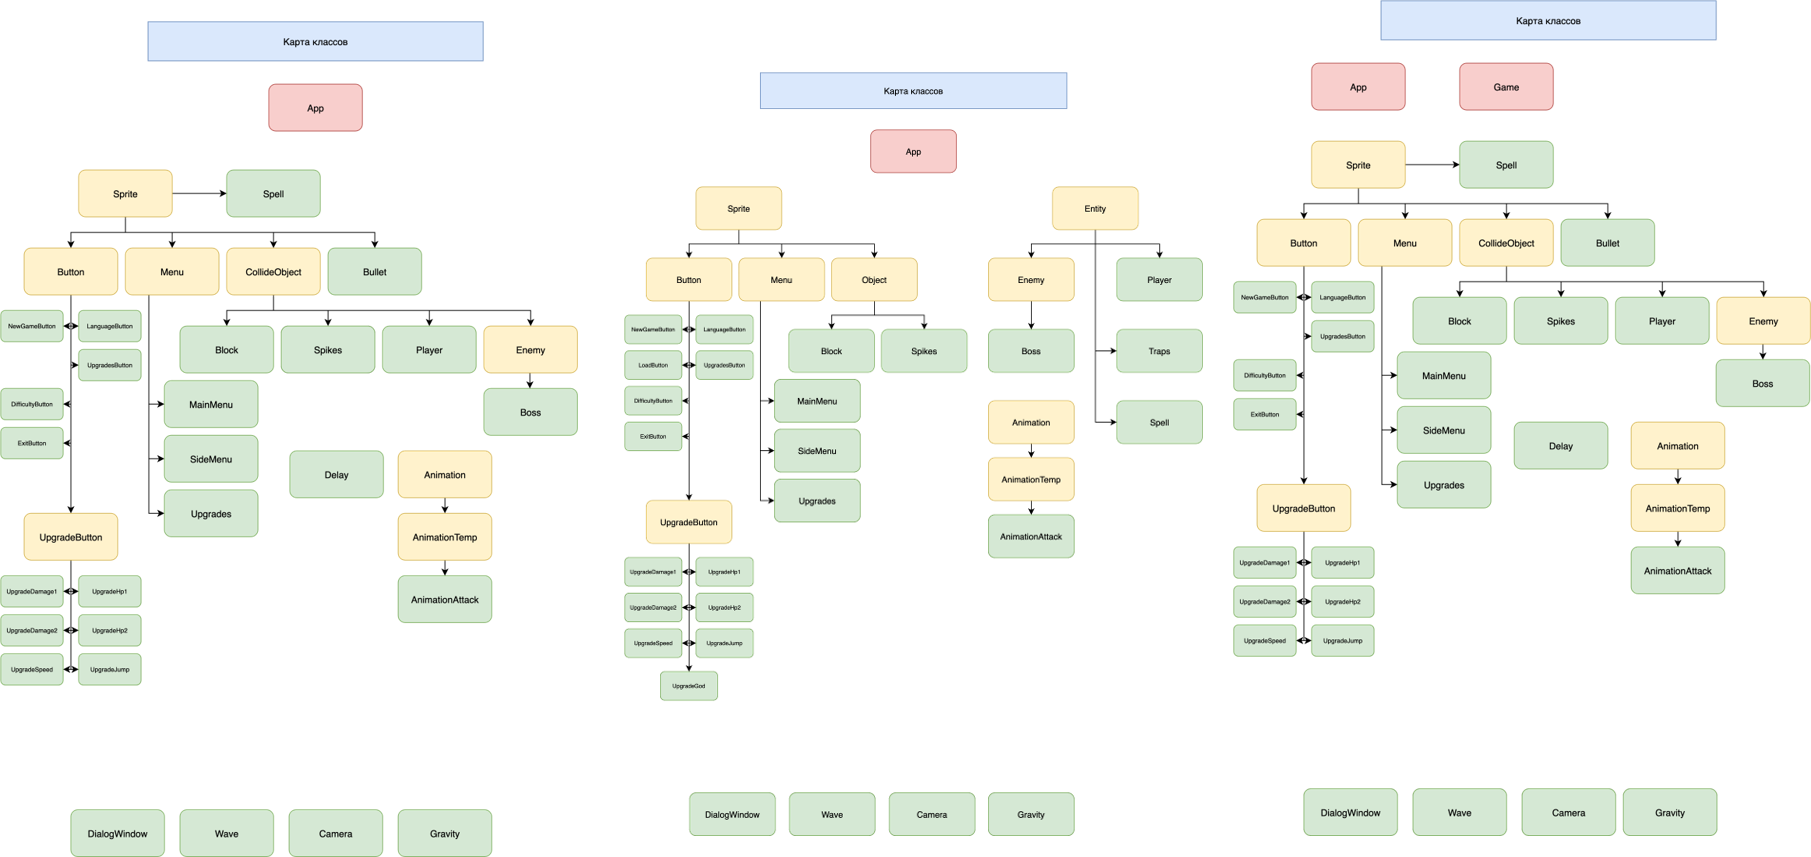 Карта классов
App
Sprite
Spell
Button
Menu
CollideObject
Bullet
NewGameButton
LanguageButton
UpgradesButton
Block
Spikes
Player
Enemy
DifficultyButton
MainMenu
Boss
ExitButton
SideMenu
Delay
Animation
Upgrades
UpgradeButton
AnimationTemp
UpgradeDamage1
UpgradeHp1
AnimationAttack
UpgradeDamage2
UpgradeHp2
UpgradeSpeed
UpgradeJump
DialogWindow
Wave
Camera
Gravity
Карта классов
App
Sprite
Entity
Button
Menu
Object
Enemy
Player
NewGameButton
LanguageButton
LoadButton
UpgradesButton
Block
Spikes
Boss
Traps
DifficultyButton
MainMenu
ExitButton
Animation
Spell
SideMenu
AnimationTemp
Upgrades
UpgradeButton
AnimationAttack
UpgradeDamage1
UpgradeHp1
UpgradeDamage2
UpgradeHp2
UpgradeSpeed
UpgradeJump
UpgradeGod
DialogWindow
Wave
Camera
Gravity
Карта классов
App
Game
Sprite
Spell
Button
Menu
CollideObject
Bullet
NewGameButton
LanguageButton
UpgradesButton
Block
Spikes
Player
Enemy
DifficultyButton
MainMenu
Boss
ExitButton
SideMenu
Delay
Animation
Upgrades
UpgradeButton
AnimationTemp
UpgradeDamage1
UpgradeHp1
AnimationAttack
UpgradeDamage2
UpgradeHp2
UpgradeSpeed
UpgradeJump
DialogWindow
Wave
Camera
Gravity